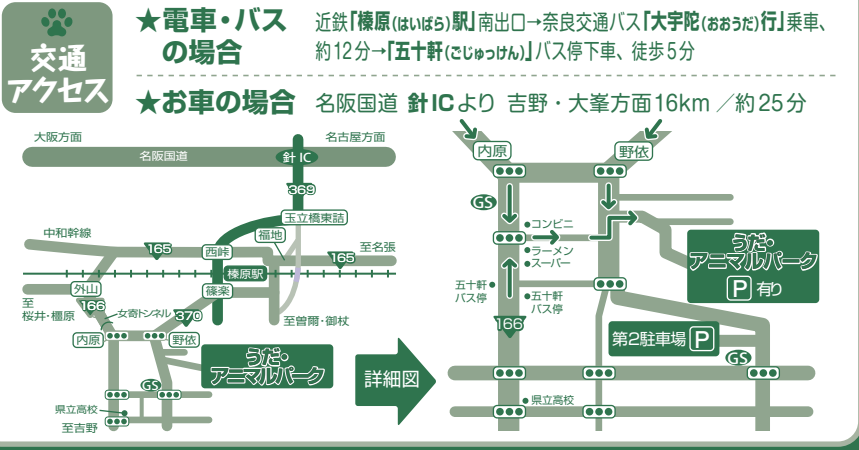 交通
アクセス
★電車・バス
の場合
近鉄「榛原(はいばら)駅」南出口→奈良交通バス「大宇陀(おおうだ)行」乗車、
約12分→「五十軒(ごじゅっけん)」バス停下車、徒歩5分
★お車の場合 名阪国道 針ICより 吉野・大峯方面16km／約25分
大阪方面
名古屋方面
名阪国道
針 IC
369
玉立橋東詰
福地
中和幹線
165
西峠
至名張
165
榛原駅
外山
篠楽
至
桜井・橿原
166
女寄トンネル
370
至曽爾・御杖
内原
野依
うだ・
アニマルパーク
GS
県立高校
至吉野
詳細図
内原
野依
GS
コンビニ
ラーメン
スーパー
うだ・
アニマルパーク
P 有り
五十軒
バス停
五十軒
バス停
166
第2駐車場 P
GS
県立高校